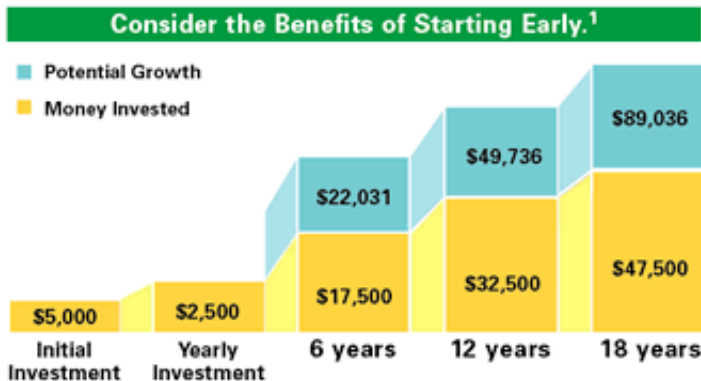 Consider the Benefits of Starting Early.1
Potential Growth
Money Invested
$89,036
$49,736
$22,031
$47,500
$32,500
$17,500
$5,000
$2,500
Initial
Investment
Yearly
Investment
6 years
12 years
18 years